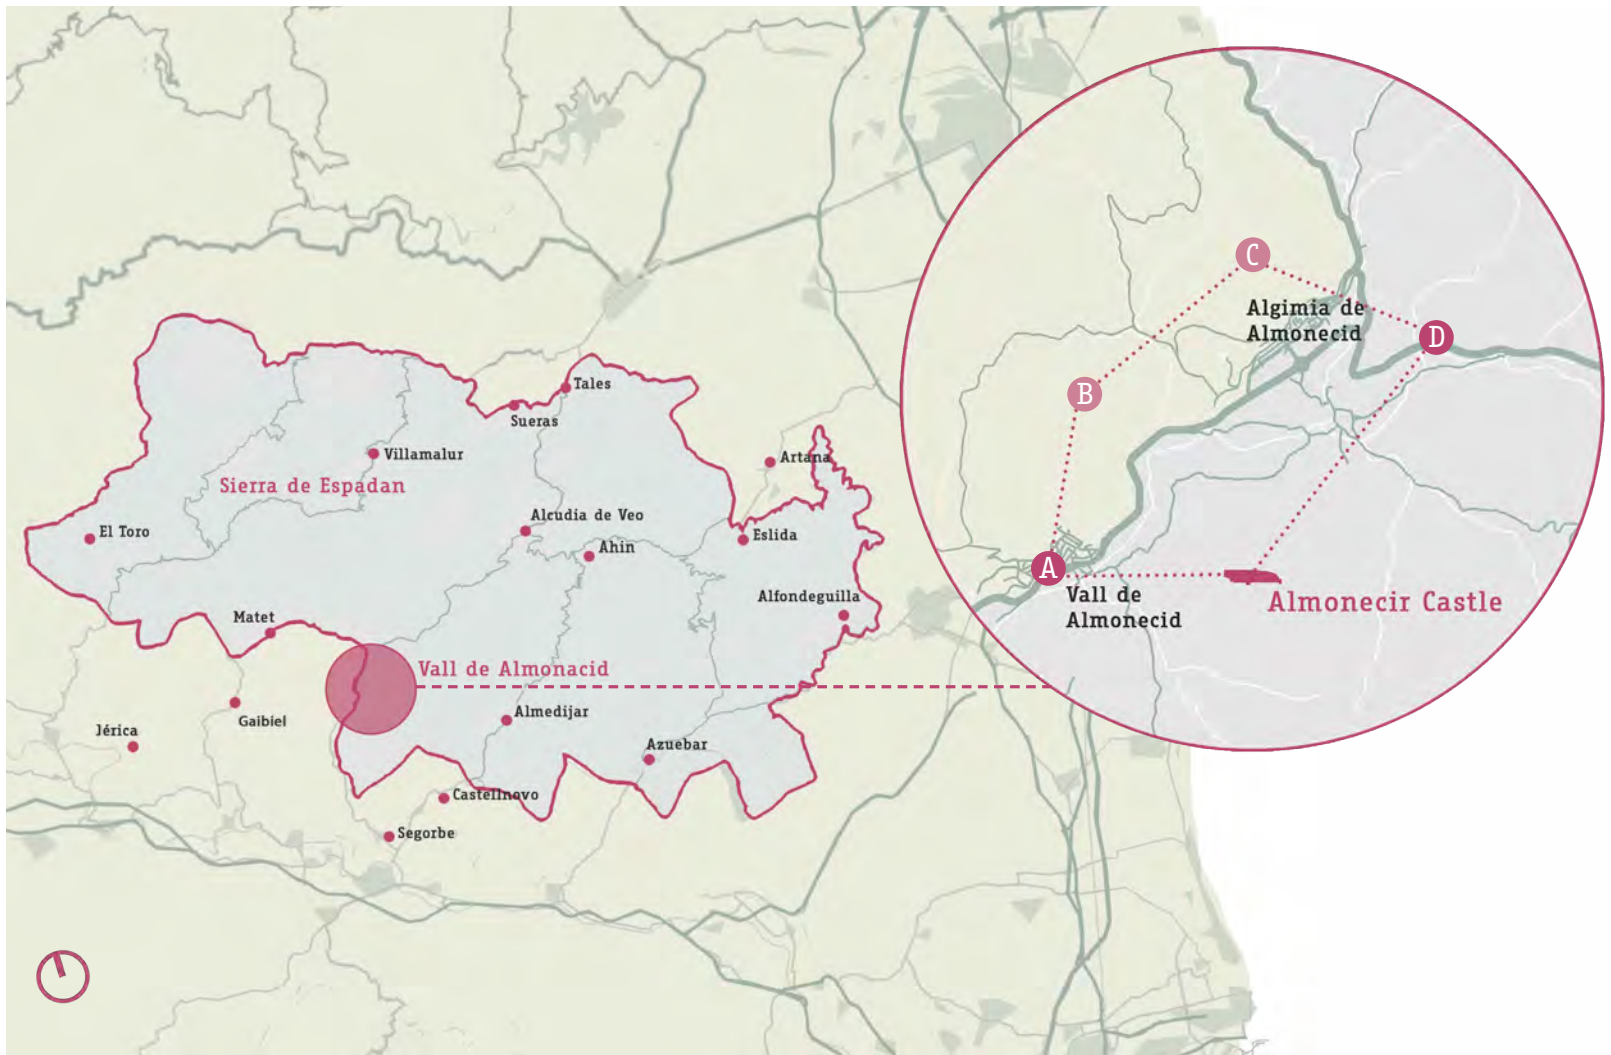 Tales
Sueras
Villamalur
Artana
Sierra de Espadan
El Toro
Alcudia de Veo
Ahin
Eslida
Alfondeguilla
Matet
Vall de Almonacid
Gaibiel
Almedijar
Jérica
Azuebar
Castellnovo
Segorbe
C
Algimia de
Almonecid
D
B
A
Vall de
Almonecid
Almonecir Castle